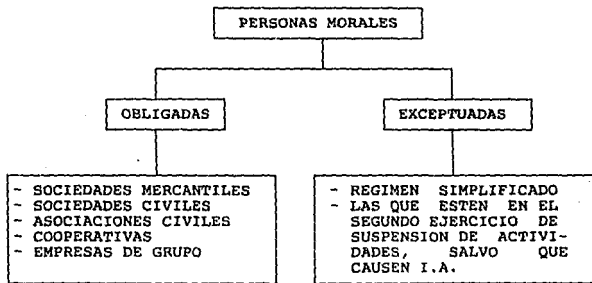 PERSONAS MORALES
OBLIGADAS
EXCEPTUADAS
- SOCIEDADES MERCANTILES
- SOCIEDADES CIVILES
- ASOCIACIONES CIVILES
- COOPERATIVAS
- EMPRESAS DE GRUPO
- REGIMEN SIMPLIFICADO
- LAS QUE ESTEN EN EL
SEGUNDO EJERCICIO DE
SUSPENSION DE ACTIVI-
DADES, SALVO QUE
CAUSEN I.A.